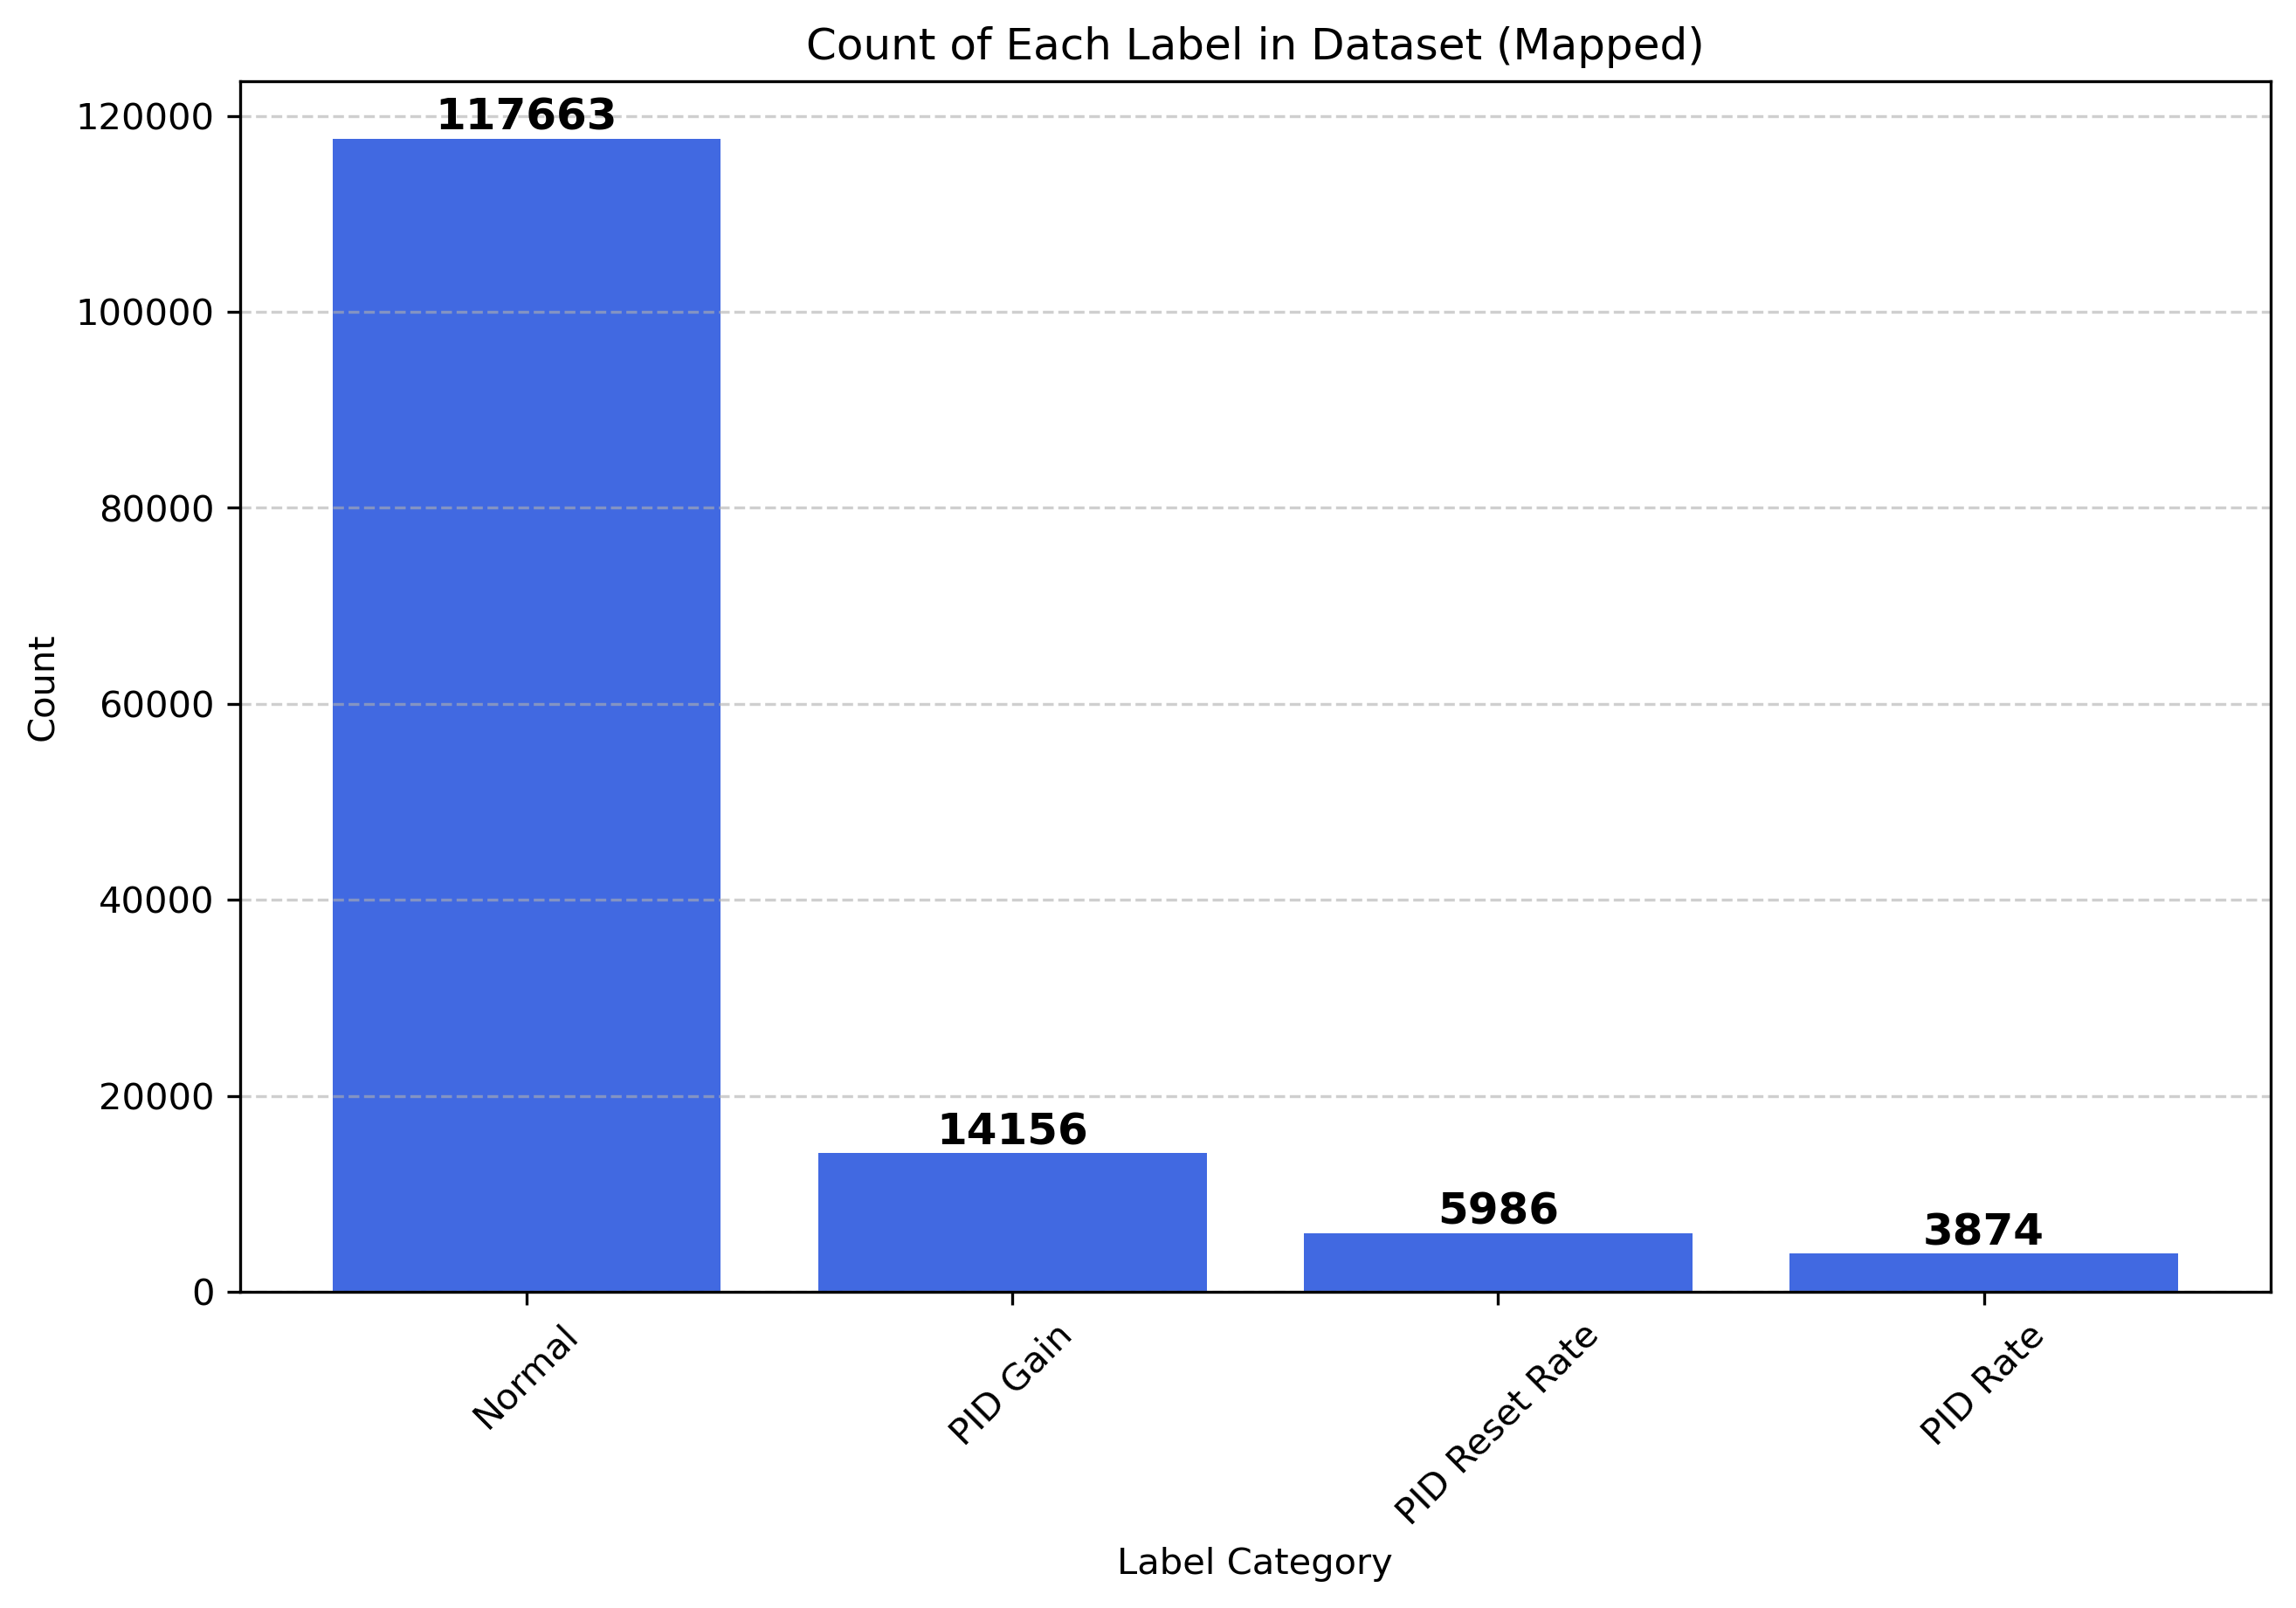 Count of Each Label in Dataset (Mapped)
120000
100000
80000
60000
40000
20000
0
Count
117663
14156
5986
3874
Normal
PID Gain
PID Reset Rate
PID Rate
Label Category